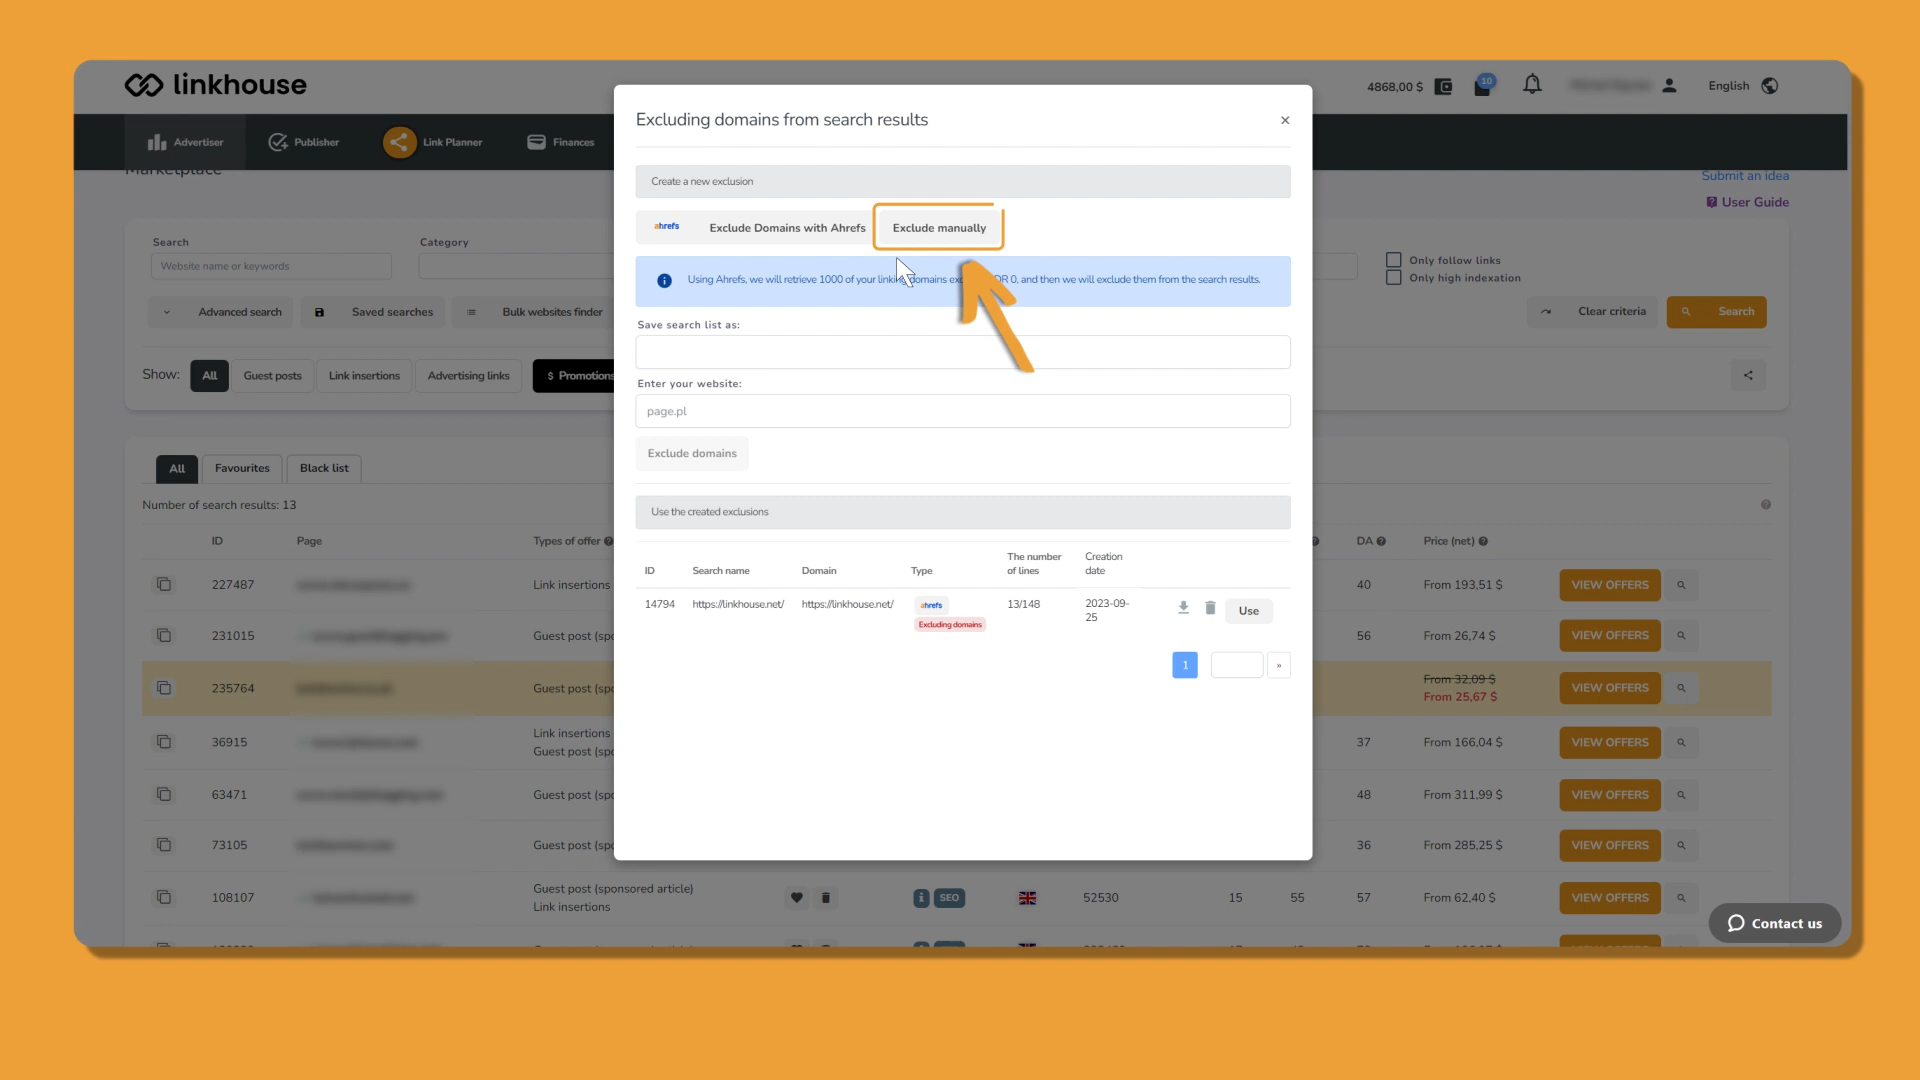 linkhouse
4868,00 $
10
English
Advertiser
Publisher
Link Planner
Finances
Marketplace
Submit an idea
User Guide
Search
Category
Website name or keywords
Only follow links
Only high indexation
Advanced search
Saved searches
Bulk websites finder
Clear criteria
Search
Show:
All
Guest posts
Link insertions
Advertising links
$ Promotions
All
Favourites
Black list
Number of search results: 13
ID
Page
Types of offer
DA
Price (net)
227487
Link insertions
40
From 193,51 $
VIEW OFFERS
231015
Guest post (spo
56
From 26,74 $
VIEW OFFERS
235764
Guest post (spo
From 32,09 $
From 25,67 $
VIEW OFFERS
36915
Link insertions
Guest post (spo
37
From 166,04 $
VIEW OFFERS
63471
Guest post (spo
48
From 311,99 $
VIEW OFFERS
73105
Guest post (spo
36
From 285,25 $
VIEW OFFERS
108107
Guest post (sponsored article)
Link insertions
i
SEO
52530
15
55
57
From 62,40 $
VIEW OFFERS
Contact us
Excluding domains from search results
×
Create a new exclusion
ahrefs
Exclude Domains with Ahrefs
Exclude manually
Using Ahrefs, we will retrieve 1000 of your linking domains exc DR 0, and then we will exclude them from the search results.
Save search list as:
Enter your website:
page.pl
Exclude domains
Use the created exclusions
ID
Search name
Domain
Type
The number
of lines
Creation
date
14794
https://linkhouse.net/
https://linkhouse.net/
ahrefs
Excluding domains
13/148
2023-09-
25
Use
1
»